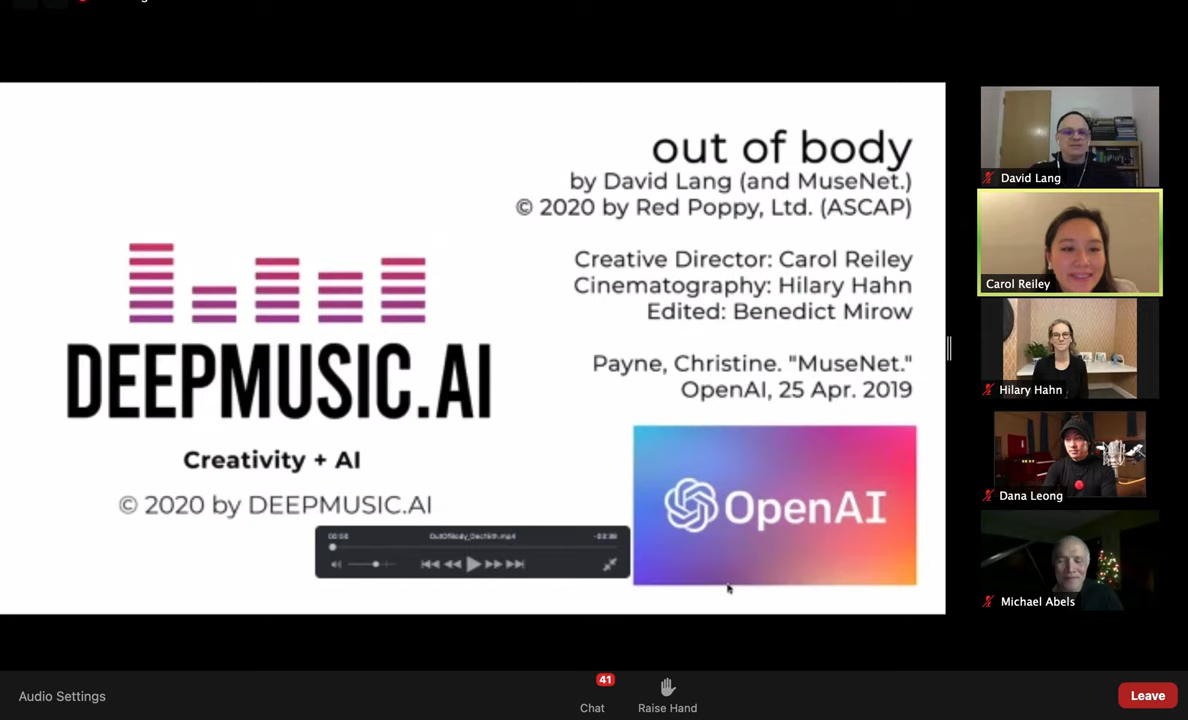 out of body
by David Lang (and MuseNet.)
© 2020 by Red Poppy, Ltd. (ASCAP)
Creative Director: Carol Reiley
Cinematography: Hilary Hahn
Edited: Benedict Mirow
Payne, Christine. "MuseNet."
OpenAI, 25 Apr. 2019
DEEPMUSIC.AI
Creativity + AI
© 2020 by DEEPMUSIC.AI
OpenAI
David Lang
Carol Reiley
Hilary Hahn
Dana Leong
Michael Abels
Audio Settings
41
Chat
Raise Hand
Leave